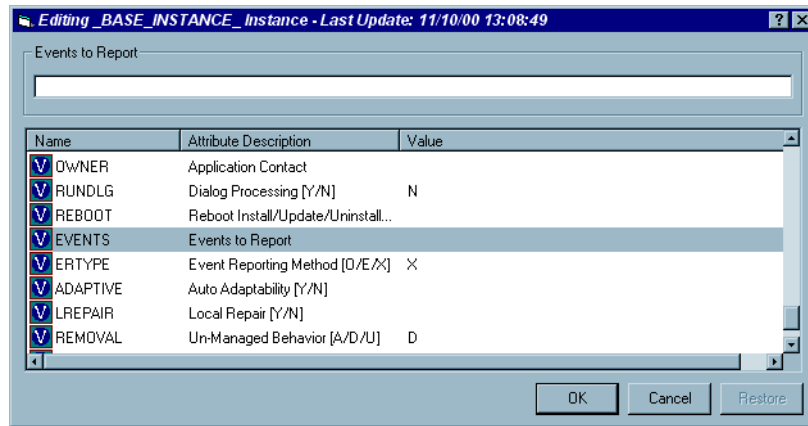 Editing _BASE_INSTANCE_ Instance - Last Update: 11/10/00 13:08:49
Events to Report
Name Attribute Description Value
V OWNER Application Contact
V RUNDLG Dialog Processing [Y/N] N
V REBOOT Reboot Install/Update/Uninstall...
V EVENTS Events to Report
V ERTYPE Event Reporting Method [O/E/X] X
V ADAPTIVE Auto Adaptability [Y/N]
V LREPAIR Local Repair [Y/N]
V REMOVAL Un-Managed Behavior [A/D/U] D
OK Cancel Restore